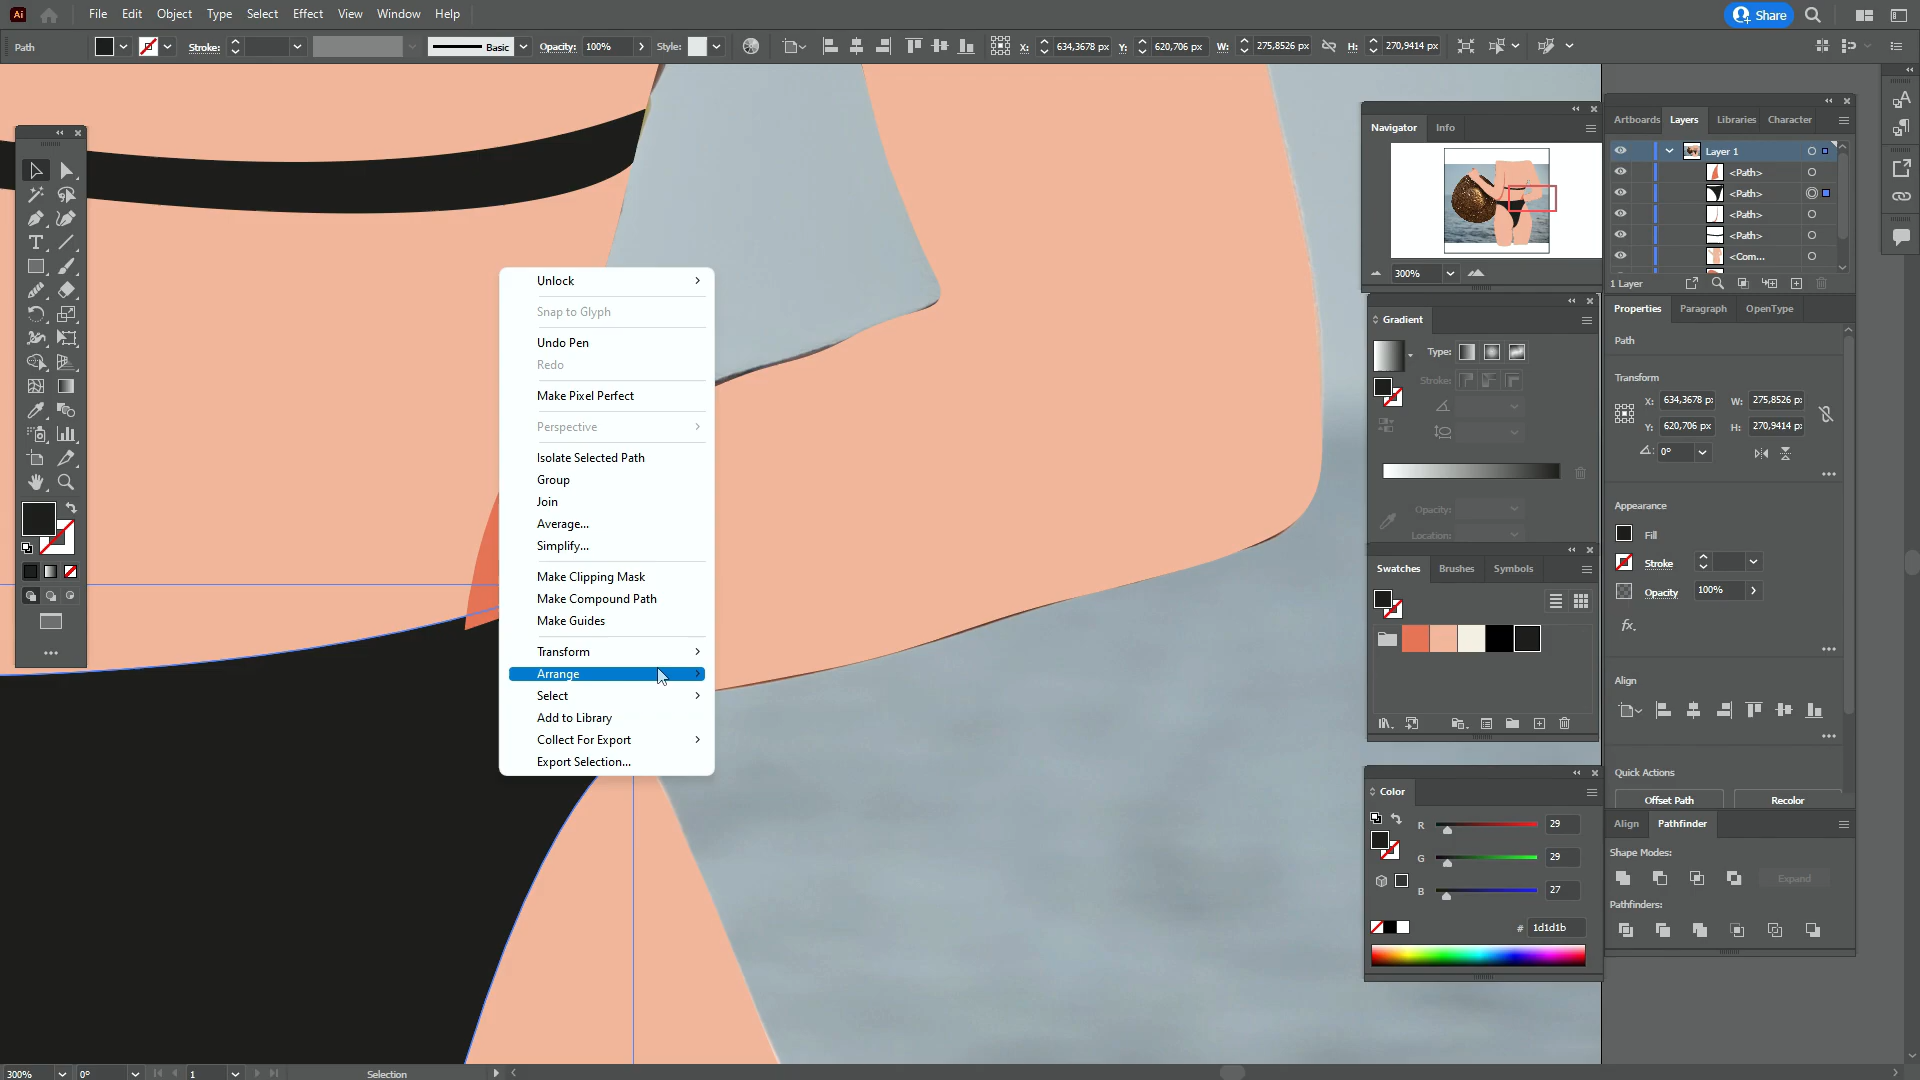 Ai File Edit Object Type Select Effect View Window Help Share
Path Stroke: Basic Opacity: 100% Style: X: 634,3678 px Y: 620,706 px W: 275,8526 px H: 270,9414 px
Navigator Info
300%
Artboards Layers Libraries Character
Layer 1
<Path>
<Path>
<Path>
<Path>
<Com...
1 Layer
Unlock
Snap to Glyph
Undo Pen
Redo
Make Pixel Perfect
Perspective
Isolate Selected Path
Group
Join
Average...
Simplify...
Make Clipping Mask
Make Compound Path
Make Guides
Transform
Arrange
Select
Add to Library
Collect For Export
Export Selection...
Gradient
Type:
Stroke:
Opacity:
Location:
Swatches Brushes Symbols
Color
R 29
G 29
B 27
# 1d1d1b
Properties Paragraph OpenType
Path
Transform
X: 634,3678 p W: 275,8526 p
Y: 620,706 px H: 270,9414 p
0°
Appearance
Fill
Stroke
Opacity 100%
fx.
Align
Quick Actions
Offset Path Recolor
Align Pathfinder
Shape Modes:
Expand
Pathfinders:
300% 0° 1 Selection